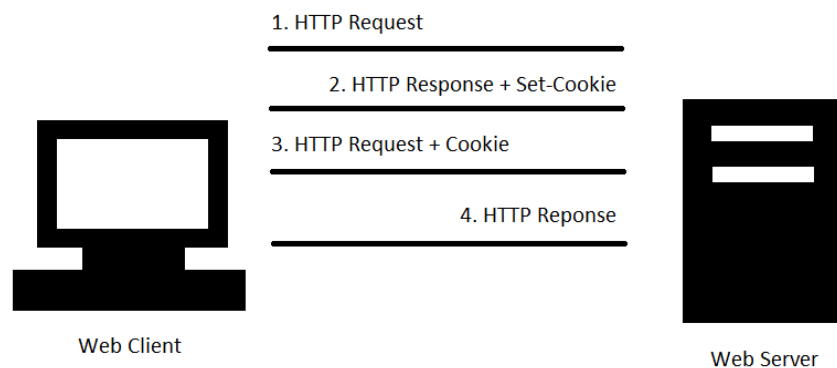 1. HTTP Request
2. HTTP Response + Set-Cookie
3. HTTP Request + Cookie
4. HTTP Reponse
Web Client
Web Server